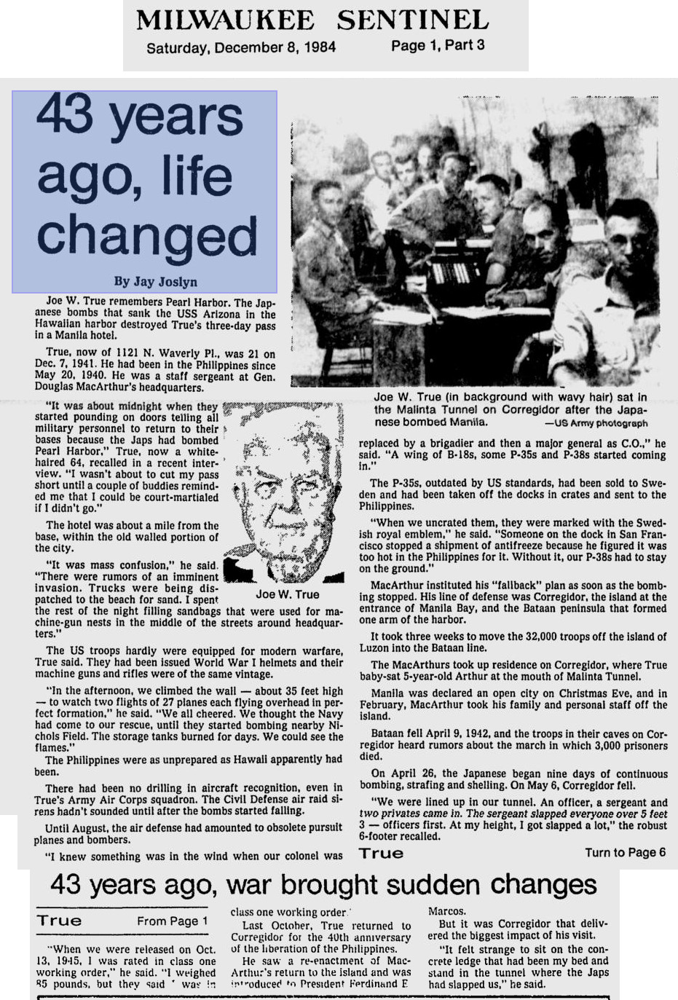 MILWAUKEE SENTINEL
Saturday, December 8, 1984 Page 1, Part 3
43 years
ago, life
changed
By Jay Joslyn
Joe W. True remembers Pearl Harbor. The Jap-
anese bombs that sank the USS Arizona in the
Hawaiian harbor destroyed True's three-day pass
in a Manila hotel.
True, now of 1121 N. Waverly Pl., was 21 on
Dec. 7, 1941. He had been in the Philippines since
May 20, 1940. He was a staff sergeant at Gen.
Douglas MacArthur's headquarters.
"It was about midnight when they
started pounding on doors telling all
military personnel to return to their
bases because the Japs had bombed
Pearl Harbor," True, now a white-
haired 64, recalled in a recent inter-
view. "I wasn't about to cut my pass
short until a couple of buddies remind-
ed me that I could be court-martialed
if I didn't go."
The hotel was about a mile from the
base, within the old walled portion of
the city.
"It was mass confusion," he said.
"There were rumors of an imminent
invasion. Trucks were being dis-
patched to the beach for sand. I spent
the rest of the night filling sandbags that were used for ma-
chine-gun nests in the middle of the streets around headquar-
ters."
Joe W. True
The US troops hardly were equipped for modern warfare,
True said. They had been issued World War I helmets and their
machine guns and rifles were of the same vintage.
"In the afternoon, we climbed the wall — about 35 feet high
— to watch two flights of 27 planes each flying overhead in per-
fect formation," he said. "We all cheered. We thought the Navy
had come to our rescue, until they started bombing nearby Ni-
chols Field. The storage tanks burned for days. We could see the
flames."
The Philippines were as unprepared as Hawaii apparently had
been.
There had been no drilling in aircraft recognition, even in
True's Army Air Corps squadron. The Civil Defense air raid si-
rens hadn't sounded until after the bombs started falling.
Until August, the air defense had amounted to obsolete pursuit
planes and bombers.
"I knew something was in the wind when our colonel was
Joe W. True (in background with wavy hair) sat in
the Malinta Tunnel on Corregidor after the Japa-
nese bombed Manila. —US Army photograph
replaced by a brigadier and then a major general as C.O.," he
said. "A wing of B-18s, some P-35s and P-38s started coming
in."
The P-35s, outdated by US standards, had been sold to Swe-
den and had been taken off the docks in crates and sent to the
Philippines.
"When we uncrated them, they were marked with the Swed-
ish royal emblem," he said. "Someone on the dock in San Fran-
cisco stopped a shipment of antifreeze because he figured it was
too hot in the Philippines for it. Without it, our P-38s had to stay
on the ground."
MacArthur instituted his "fallback" plan as soon as the bomb-
ing stopped. His line of defense was Corregidor, the island at the
entrance of Manila Bay, and the Bataan peninsula that formed
one arm of the harbor.
It took three weeks to move the 32,000 troops off the island of
Luzon into the Bataan line.
The MacArthurs took up residence on Corregidor, where True
baby-sat 5-year-old Arthur at the mouth of Malinta Tunnel.
Manila was declared an open city on Christmas Eve, and in
February, MacArthur took his family and personal staff off the
island.
Bataan fell April 9, 1942, and the troops in their caves on Cor-
regidor heard rumors about the march in which 3,000 prisoners
died.
On April 26, the Japanese began nine days of continuous
bombing, strafing and shelling. On May 6, Corregidor fell.
"We were lined up in our tunnel. An officer, a sergeant and
two privates came in. The sergeant slapped everyone over 5 feet
3 — officers first. At my height, I got slapped a lot," the robust
6-footer recalled.
True Turn to Page 6
43 years ago, war brought sudden changes
True From Page 1
"When we were released on Oct.
13, 1945, I was rated in class one
working order," he said. "I weighed
85 pounds, but they said I was in
class one working order.
Last October, True returned to
Corregidor for the 40th anniversary
of the liberation of the Philippines.
He saw a re-enactment of Mac-
Arthur's return to the island and was
introduced to President Ferdinand E
Marcos.
But it was Corregidor that deliv-
ered the biggest impact of his visit.
"It felt strange to sit on the con-
crete ledge that had been my bed and
stand in the tunnel where the Japs
had slapped us," he said.